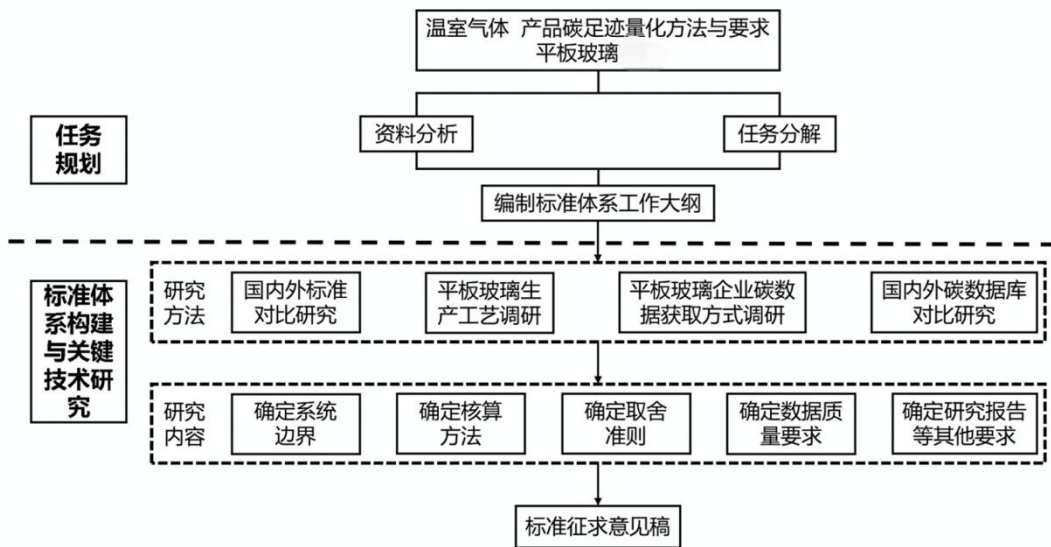 温室气体 产品碳足迹量化方法与要求
平板玻璃
任务
规划
资料分析
任务分解
编制标准体系工作大纲
标准体
系构建
与关键
技术研
究
研究
方法
国内外标准
对比研究
平板玻璃生
产工艺调研
平板玻璃企业碳数
据获取方式调研
国内外碳数据库
对比研究
研究
内容
确定系统
边界
确定核算
方法
确定取舍
准则
确定数据质
量要求
确定研究报告
等其他要求
标准征求意见稿